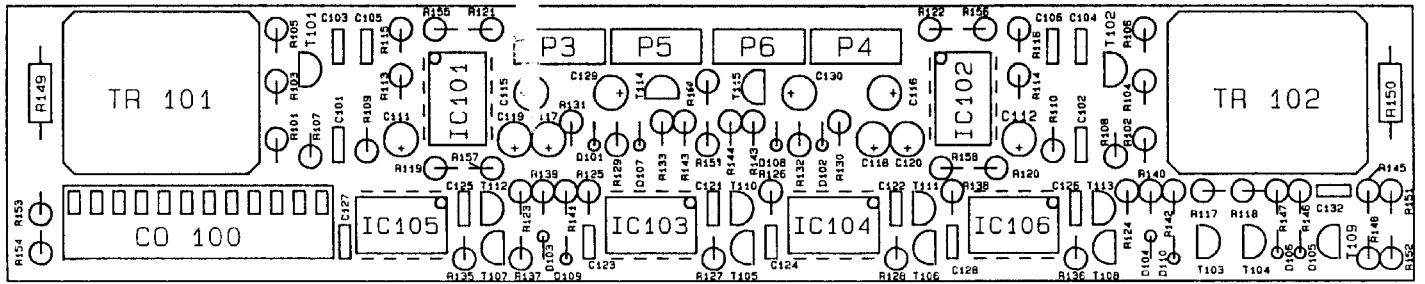 R105 T101 C103 C105 R115 R155 R121 R122 R156 C106 C104 T102 R106
P3 P5 P6 P4
R116
R149 TR 101 R103 R113 IC101 C115 C129 T114 R160 T115 C130 C116 IC102 R114 R104 TR 102 R150
R101 R107 C101 R109 C111 C119 C117 R131 R130 C112 R110 C102 R108 R102
R119 R157 D101 R129 D107 R133 R143 R159 R144 R143 D108 R132 D102 C118 C120 R158 R120
R153 CO 100 C127 IC105 C125 T112 R123 R139 R141 R125 IC103 C121 T110 R126 IC104 C122 T111 R138 IC106 C126 T113 R140 R145 R151
R124 R142 R117 R118 R147 R146 C132 R148
R154 R135 T107 R137 D103 D109 C123 R127 T105 C124 R128 T106 C128 R136 T108 D104 D110 T103 T104 D106 D105 T109 R152